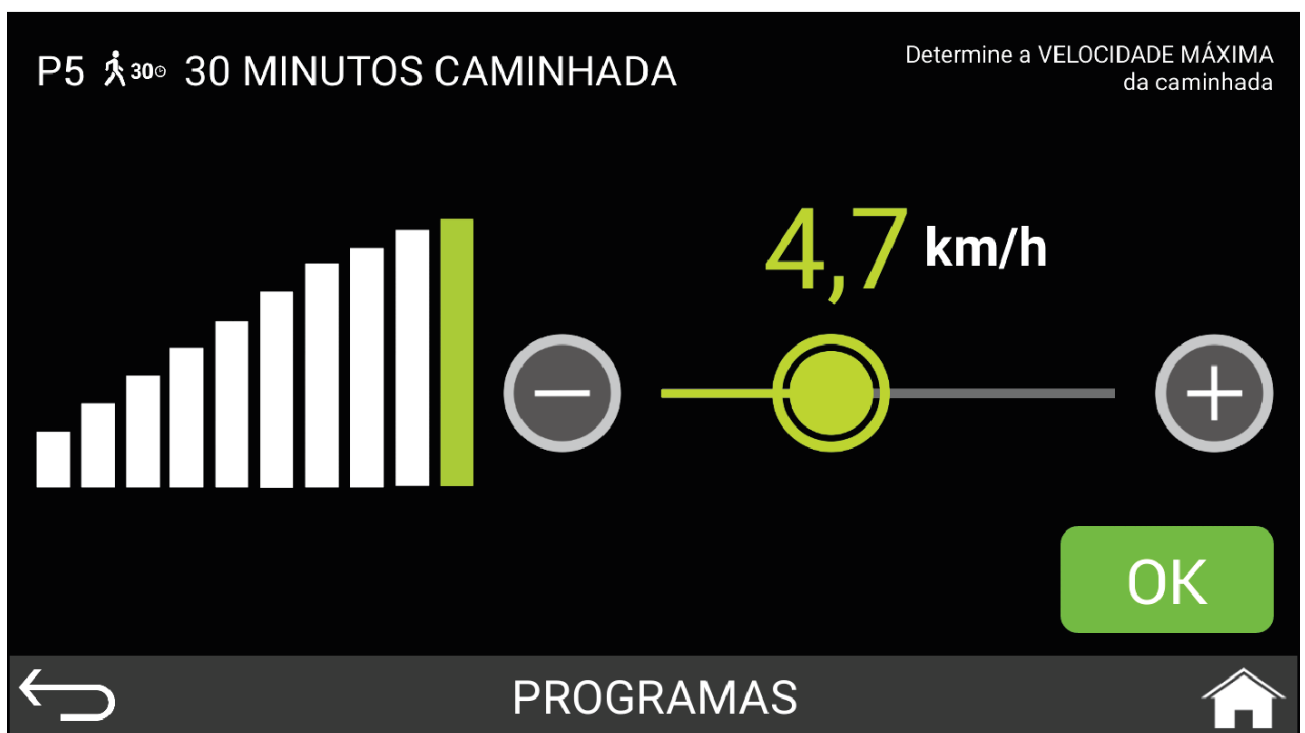 P5 30 30 MINUTOS CAMINHADA
Determine a VELOCIDADE MÁXIMA
da caminhada
4,7 km/h
OK
PROGRAMAS